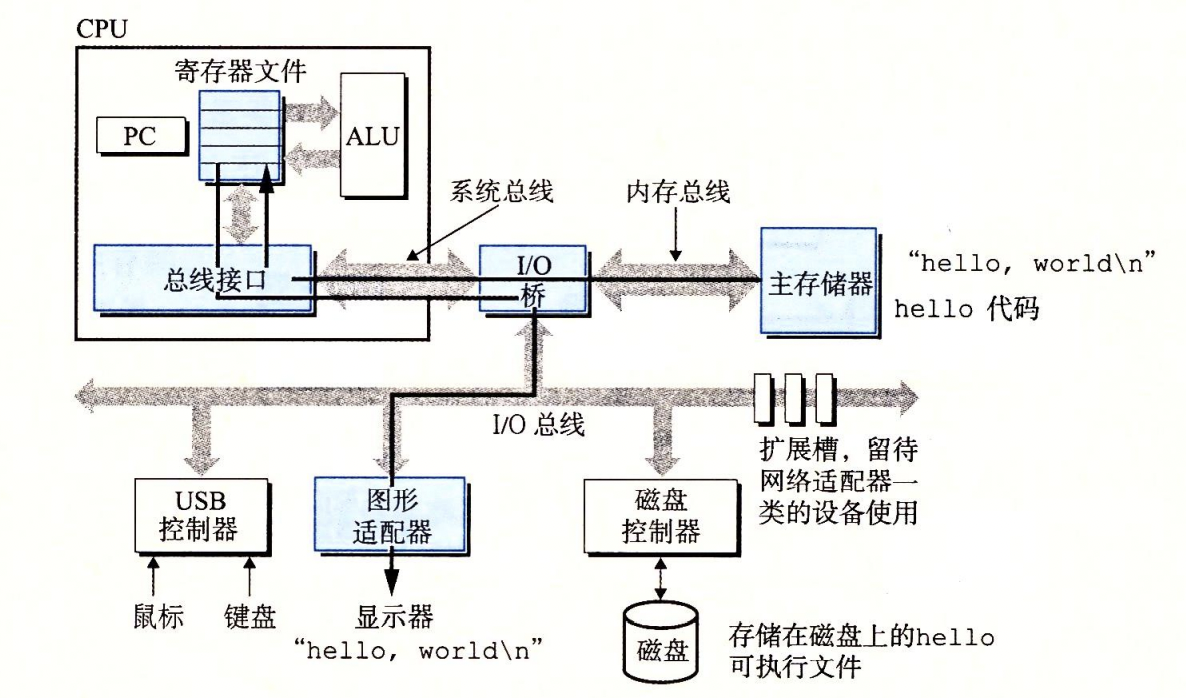 CPU
寄存器文件
PC
ALU
系统总线
内存总线
总线接口
I/O
桥
主存储器
“hello, world\n”
hello 代码
I/O 总线
扩展槽，留待
网络适配器一
类的设备使用
USB
控制器
图形
适配器
磁盘
控制器
鼠标
键盘
显示器
“hello, world\n”
磁盘
存储在磁盘上的hello
可执行文件